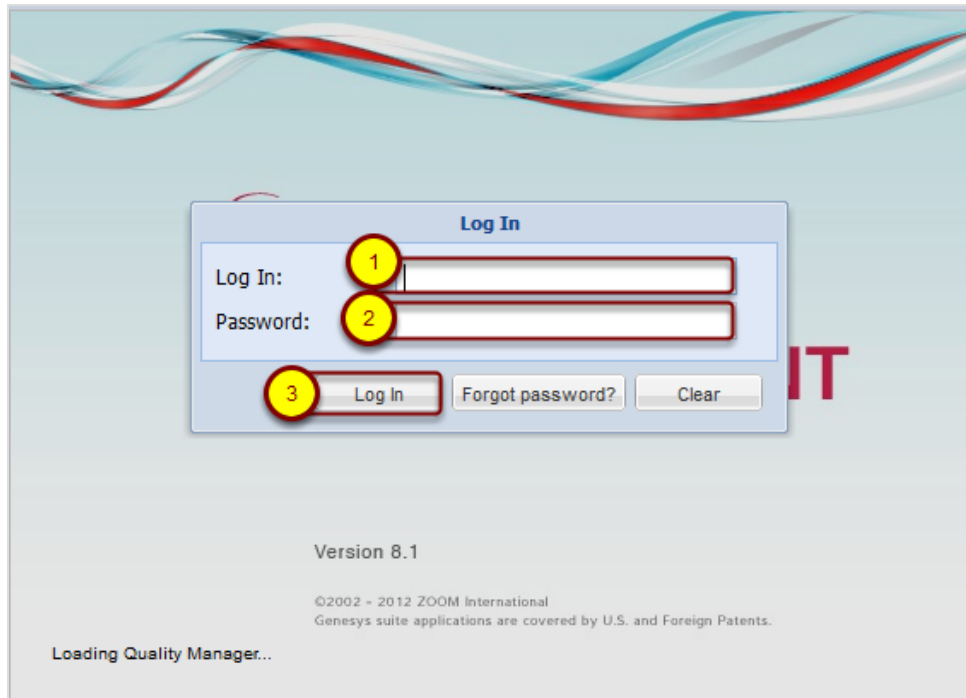 Log In
Log In: 1
Password: 2
3 Log In Forgot password? Clear
NT
Version 8.1
©2002 - 2012 ZOOM International
Genesys suite applications are covered by U.S. and Foreign Patents.
Loading Quality Manager...